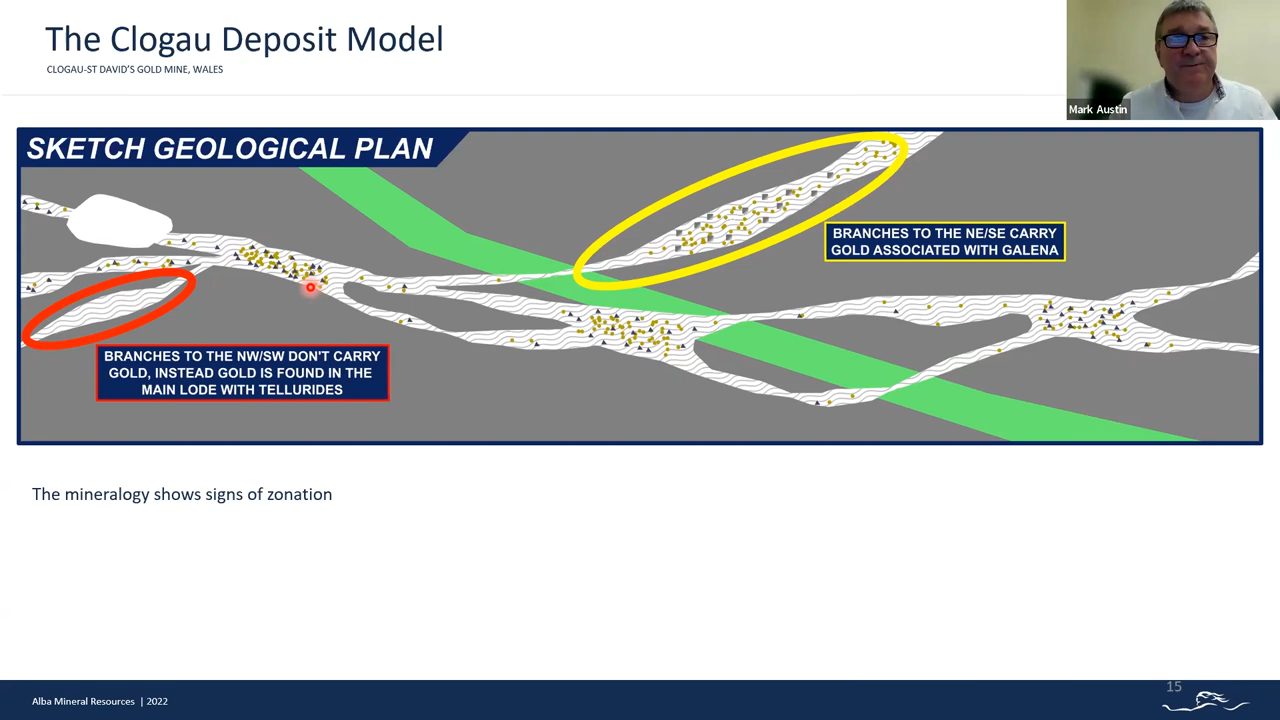 The Clogau Deposit Model
CLOGAU-ST DAVID'S GOLD MINE, WALES
Mark Austin
SKETCH GEOLOGICAL PLAN
BRANCHES TO THE NE/SE CARRY
GOLD ASSOCIATED WITH GALENA
BRANCHES TO THE NW/SW DON'T CARRY
GOLD, INSTEAD GOLD IS FOUND IN THE
MAIN LODE WITH TELLURIDES
The mineralogy shows signs of zonation
Alba Mineral Resources | 2022
15